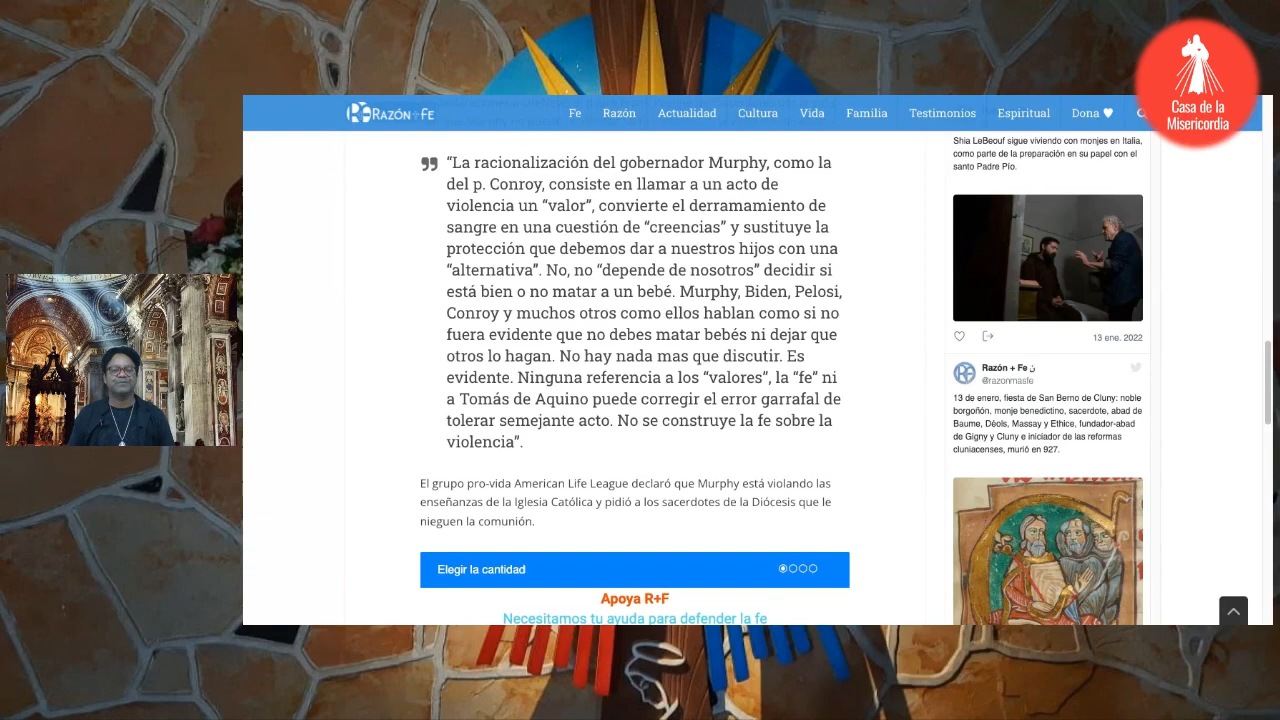 Casa de la
Misericordia
RAZÓN+FE
Fe Razón Actualidad Cultura Vida Familia Testimonios Espiritual Dona
"La racionalización del gobernador Murphy, como la
del p. Conroy, consiste en llamar a un acto de
violencia un "valor", convierte el derramamiento de
sangre en una cuestión de "creencias" y sustituye la
protección que debemos dar a nuestros hijos con una
"alternativa". No, no "depende de nosotros" decidir si
está bien o no matar a un bebé. Murphy, Biden, Pelosi,
Conroy y muchos otros como ellos hablan como si no
fuera evidente que no debes matar bebés ni dejar que
otros lo hagan. No hay nada mas que discutir. Es
evidente. Ninguna referencia a los "valores", la "fe" ni
a Tomás de Aquino puede corregir el error garrafal de
tolerar semejante acto. No se construye la fe sobre la
violencia".
El grupo pro-vida American Life League declaró que Murphy está violando las
enseñanzas de la Iglesia Católica y pidió a los sacerdotes de la Diócesis que le
nieguen la comunión.
Elegir la cantidad
Apoya R+F
Necesitamos tu ayuda para defender la fe
Shia LeBeouf sigue viviendo con monjes en Italia,
como parte de la preparación en su papel con el
santo Padre Pío.
13 ene. 2022
Razón + Fe ن
@razonmasfe
13 de enero, fiesta de San Berno de Cluny: noble
borgoñón, monje benedictino, sacerdote, abad de
Baume, Déols, Massay y Ethice, fundador-abad
de Gigny y Cluny e iniciador de las reformas
cluniacenses, murió en 927.